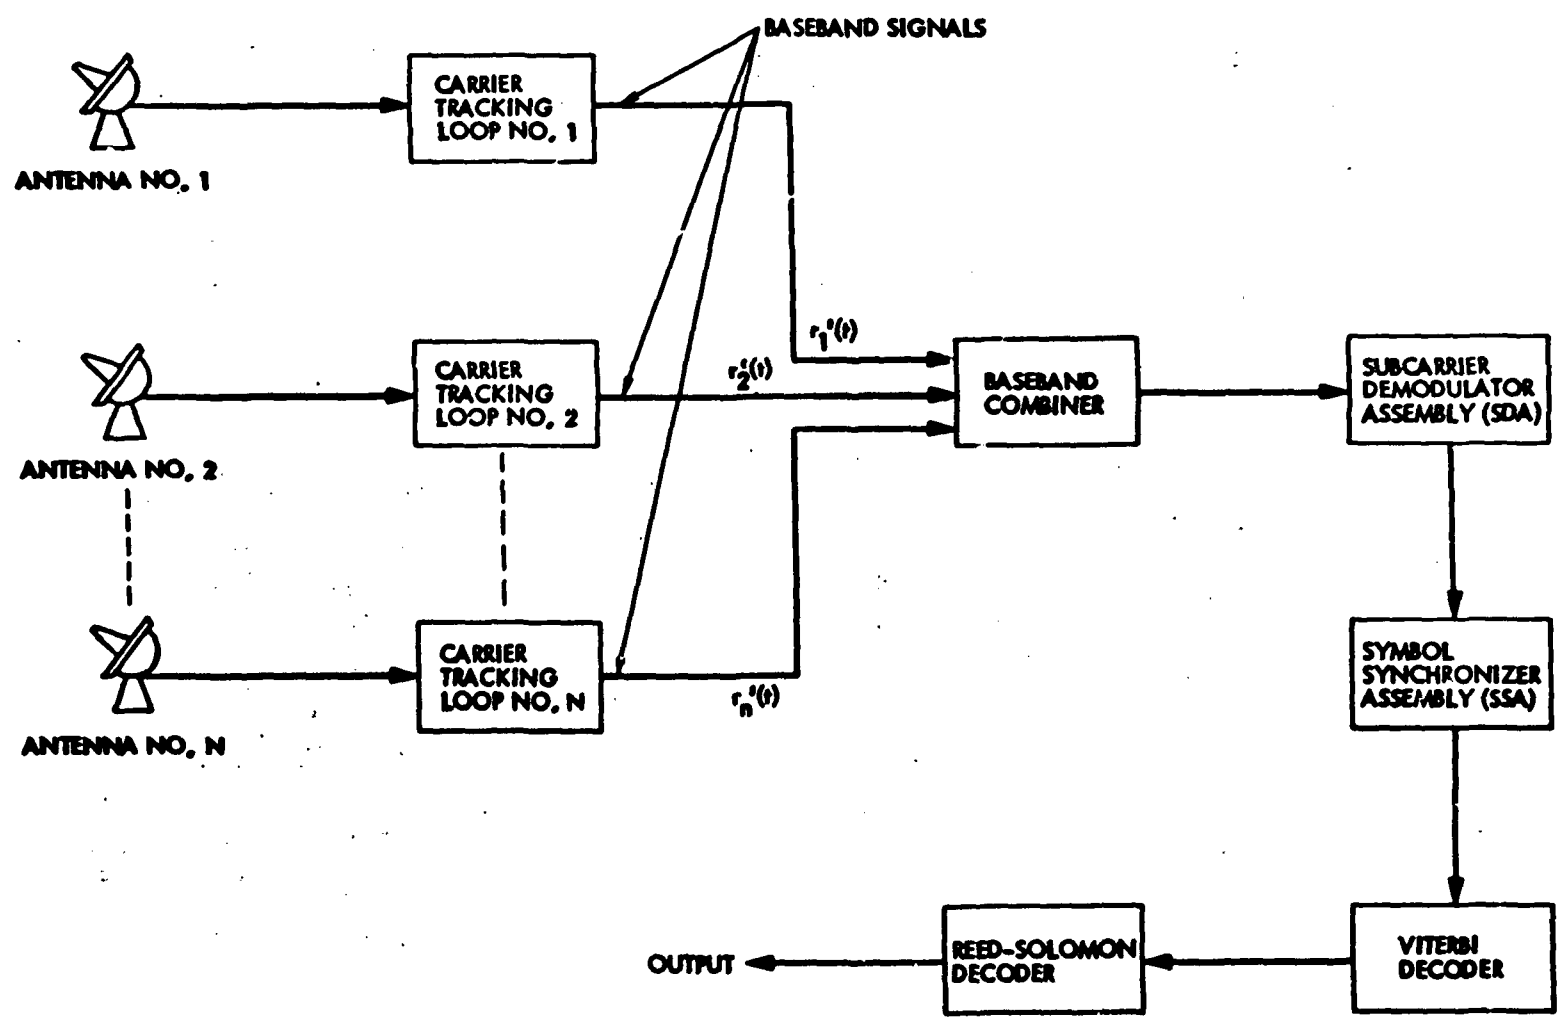 BASEBAND SIGNALS
CARRIER
TRACKING
LOOP NO. 1
ANTENNA NO. 1
r₁'(t)
CARRIER
TRACKING
LOOP NO. 2
r₂'(t)
BASEBAND
COMBINER
SUBCARRIER
DEMODULATOR
ASSEMBLY (SDA)
ANTENNA NO. 2
CARRIER
TRACKING
LOOP NO. N
rₙ'(t)
SYMBOL
SYNCHRONIZER
ASSEMBLY (SSA)
ANTENNA NO. N
VITERBI
DECODER
REED-SOLOMON
DECODER
OUTPUT